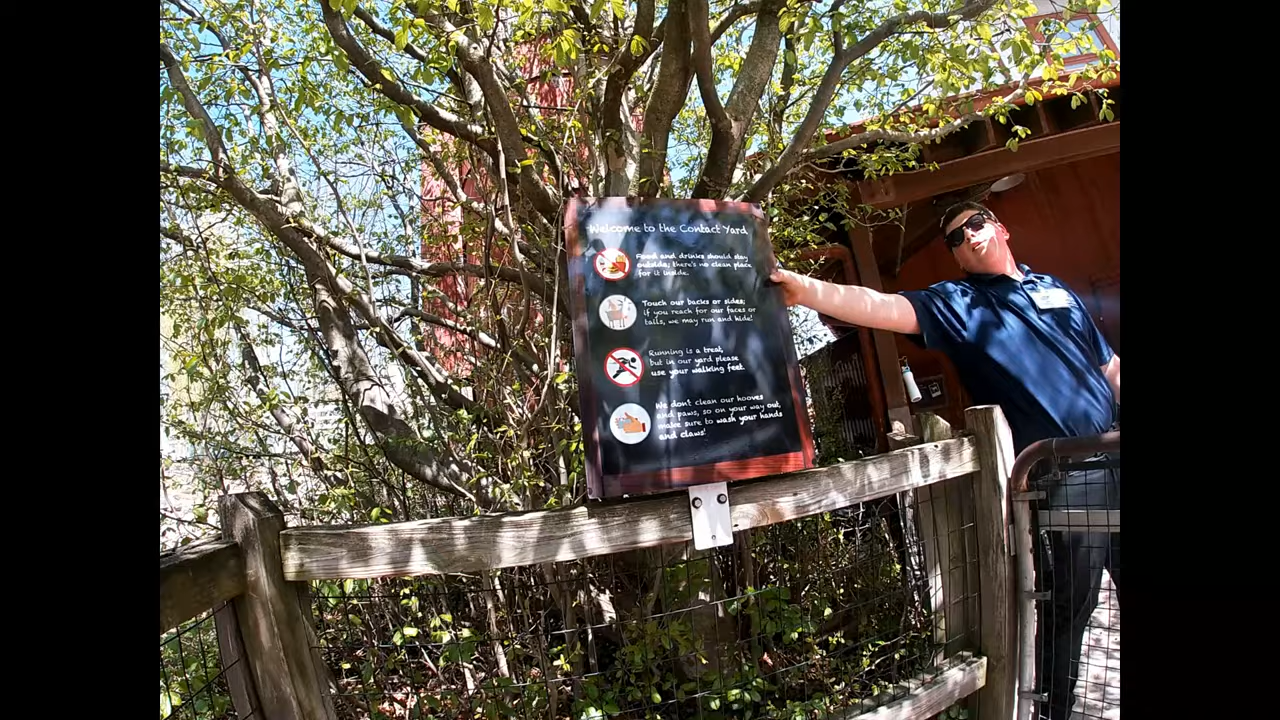 Welcome to the Contact Yard
Food and drinks should stay
outside; there's no clean place
for it inside.
Touch our backs or sides;
if you reach for our faces or
tails, we may run and hide!
Running is a treat,
but in our yard please
use your walking feet.
We don't clean our hooves
and paws, so on your way out,
make sure to wash your hands
and claws!